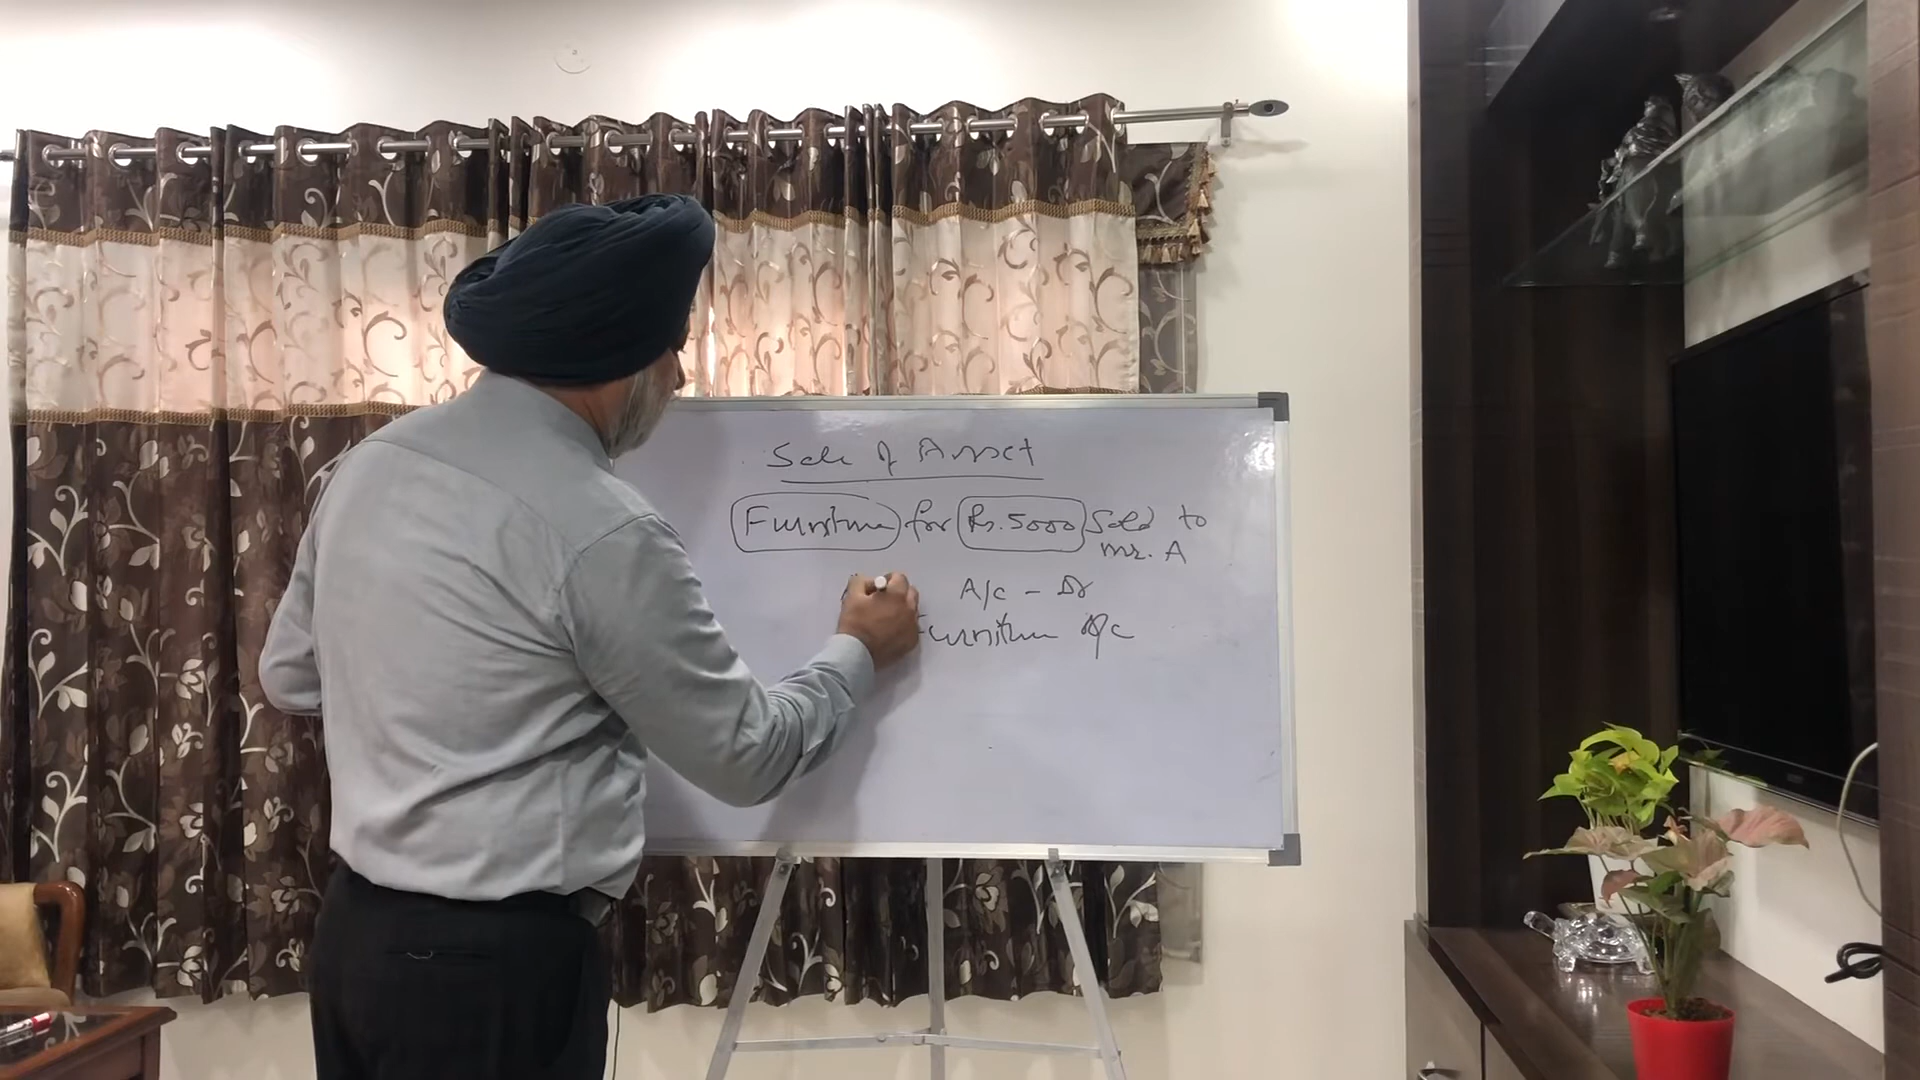 Sale of Asset
Furniture for Rs. 5000 Sold to
Mr. A
A/c - Dr
Furniture A/c